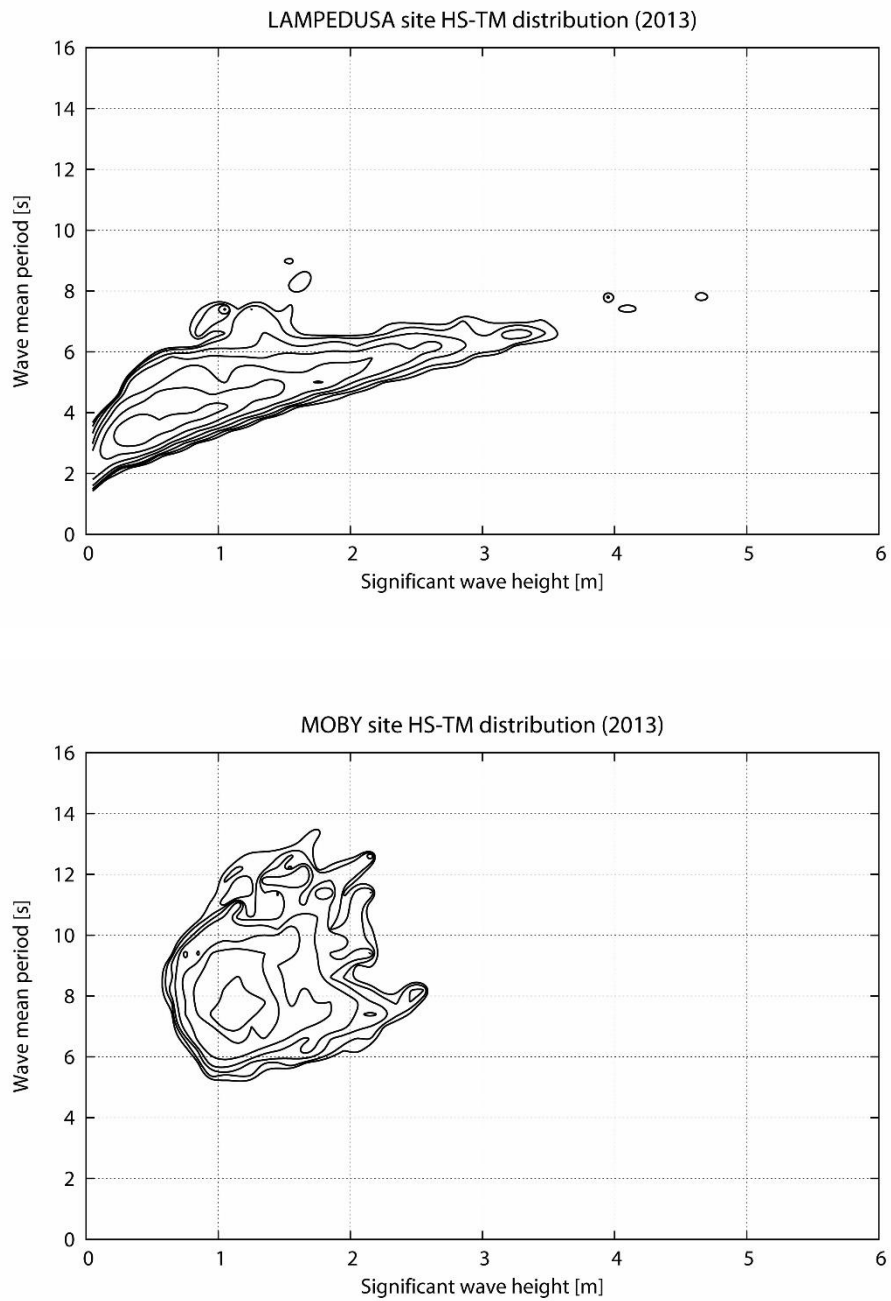 LAMPEDUSA site HS-TM distribution (2013)
16
14
12
10
8
6
4
2
0
Wave mean period [s]
0 1 2 3 4 5 6
Significant wave height [m]
MOBY site HS-TM distribution (2013)
16
14
12
10
8
6
4
2
0
Wave mean period [s]
0 1 2 3 4 5 6
Significant wave height [m]